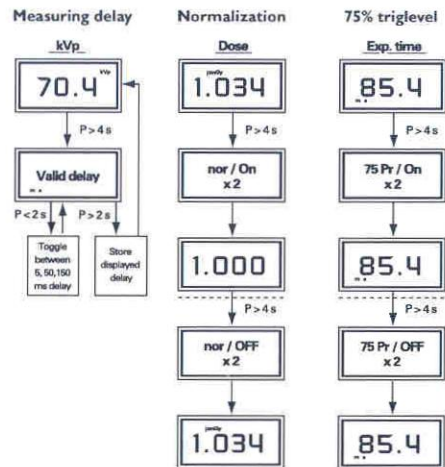 Measuring delay
kVp
70.4 kVp
P>4s
Valid delay
P<2s P>2s
Toggle
between
5, 50, 150
ms delay
Store
displayed
delay
Normalization
Dose
1.034
P>4s
nor / On
x2
1.000
P>4s
nor / OFF
x2
1.034
75% triglevel
Exp. time
85.4
P>4s
75 Pr / On
x2
85.4
P>4s
75 Pr / OFF
x2
85.4